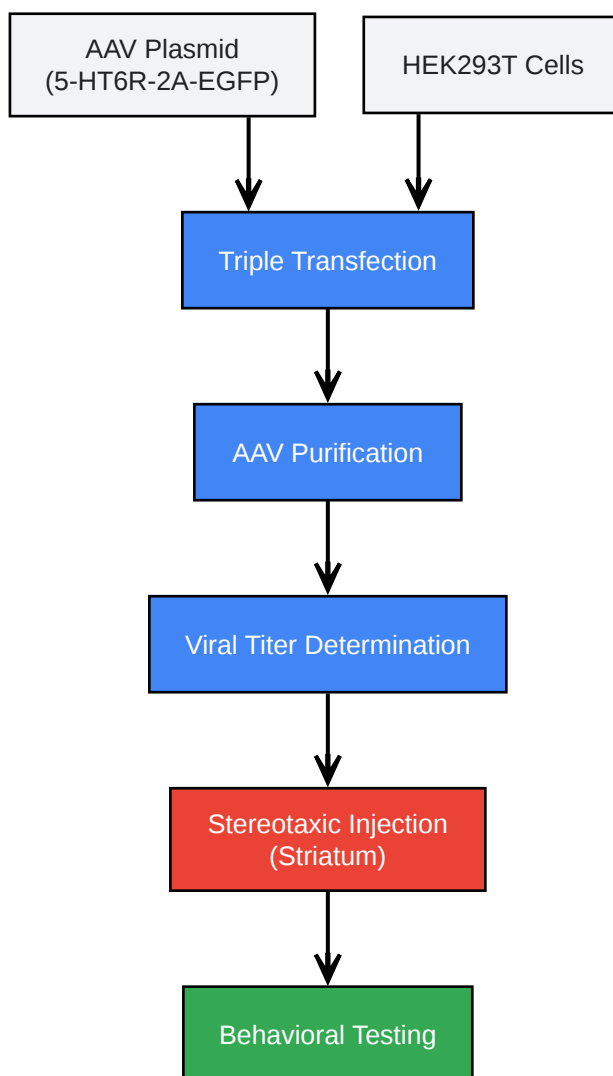 AAV Plasmid
(5-HT6R-2A-EGFP)
HEK293T Cells
Triple Transfection
AAV Purification
Viral Titer Determination
Stereotaxic Injection
(Striatum)
Behavioral Testing